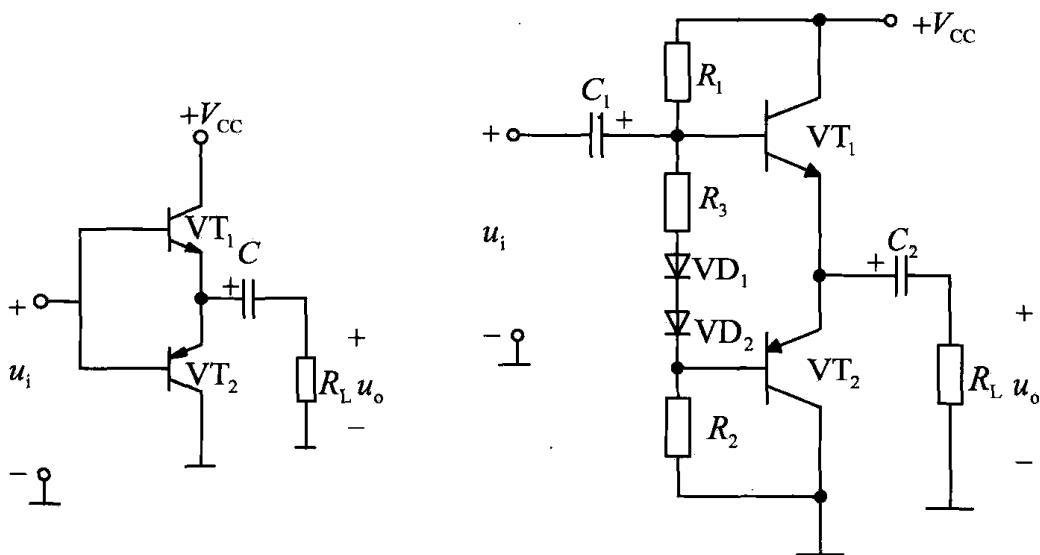 +V_CC
VT_1
C
+
+
u_i
VT_2
R_L
+
u_o
−
−
+V_CC
R_1
C_1
+
+
VT_1
R_3
u_i
VD_1
C_2
+
−
VD_2
VT_2
+
R_L
u_o
R_2
−